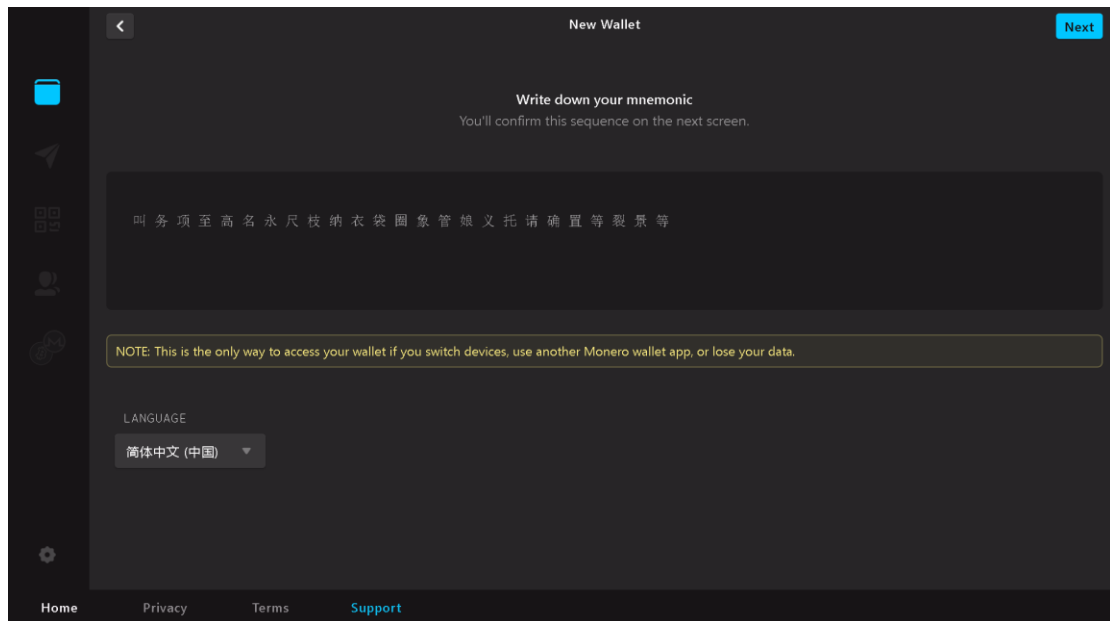 New Wallet
Next
Write down your mnemonic
You'll confirm this sequence on the next screen.
叫 务 项 至 高 名 永 尺 枝 纳 衣 袋 圈 象 管 娘 义 托 请 确 置 等 裂 景 等
NOTE: This is the only way to access your wallet if you switch devices, use another Monero wallet app, or lose your data.
LANGUAGE
简体中文 (中国)
Home Privacy Terms Support